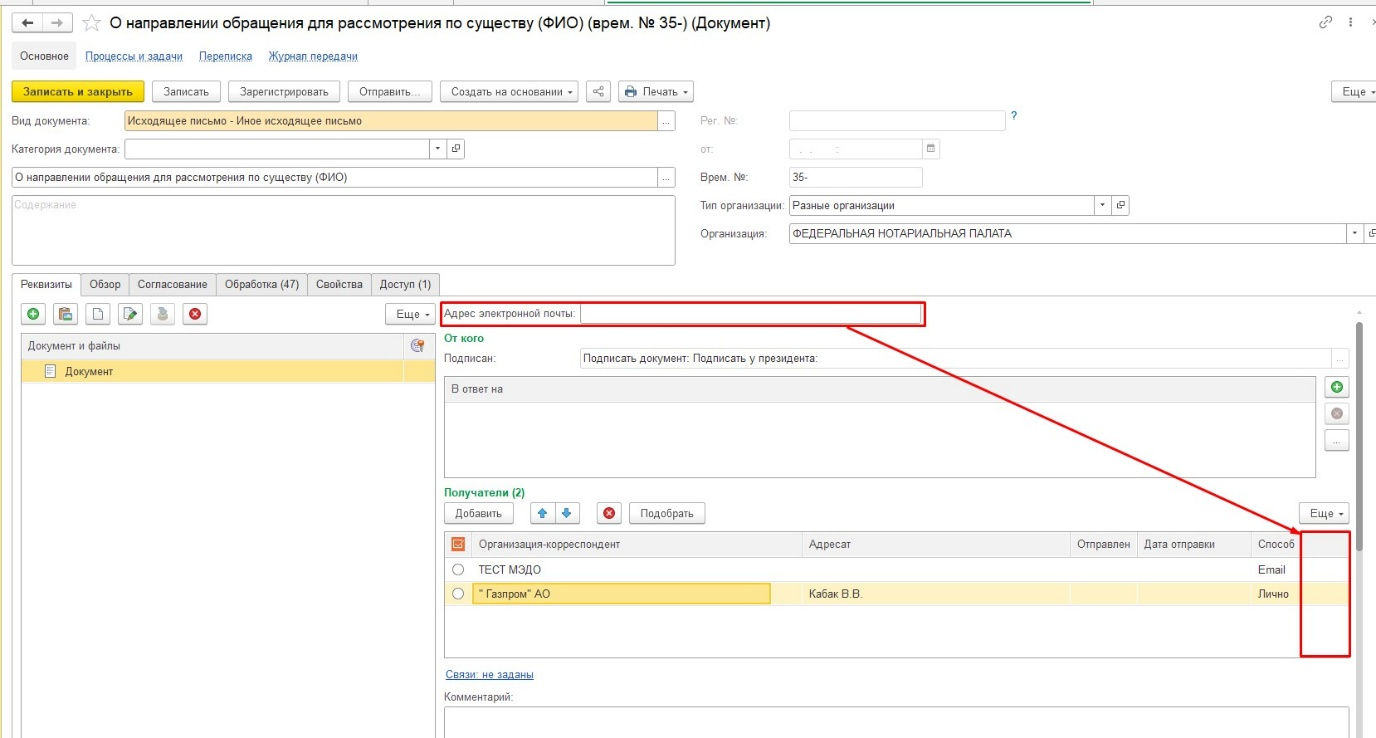 О направлении обращения для рассмотрения по существу (ФИО) (врем. № 35-) (Документ)
Основное Процессы и задачи Переписка Журнал передачи
Записать и закрыть Записать Зарегистрировать Отправить... Создать на основании Печать Еще
Вид документа: Исходящее письмо - Иное исходящее письмо ... Рег. №: ?
Категория документа: от: . . :
О направлении обращения для рассмотрения по существу (ФИО) ... Врем. №: 35-
Содержание
Тип организации: Разные организации
Организация: ФЕДЕРАЛЬНАЯ НОТАРИАЛЬНАЯ ПАЛАТА
Реквизиты Обзор Согласование Обработка (47) Свойства Доступ (1)
Еще Адрес электронной почты:
От кого
Документ и файлы
Подписан: Подписать документ: Подписать у президента: ...
Документ
В ответ на
...
Получатели (2)
Добавить Подобрать Еще
Организация-корреспондент Адресат Отправлен Дата отправки Способ
ТЕСТ МЭДО Email
" Газпром" АО Кабак В.В. Лично
Связи: не заданы
Комментарий: